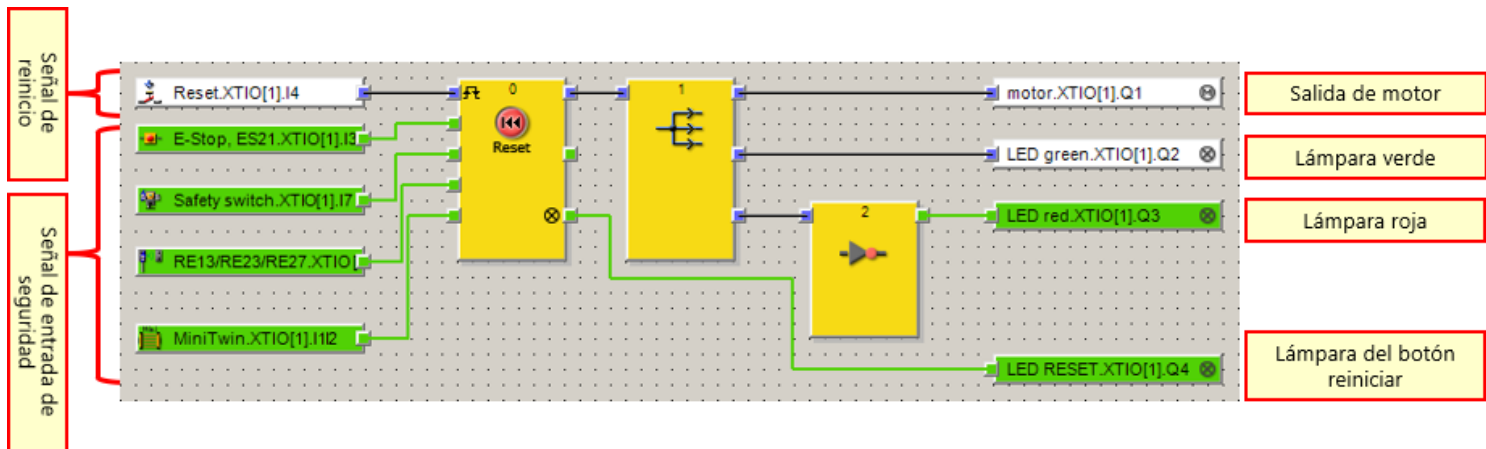 Señal de
reinicio
Señal de entrada de
seguridad
Reset.XTIO[1].I4
E-Stop, ES21.XTIO[1].I3
Safety switch.XTIO[1].I7
RE13/RE23/RE27.XTIO[
MiniTwin.XTIO[1].I1I2
0
Reset
1
2
motor.XTIO[1].Q1
LED green.XTIO[1].Q2
LED red.XTIO[1].Q3
LED RESET.XTIO[1].Q4
Salida de motor
Lámpara verde
Lámpara roja
Lámpara del botón
reiniciar